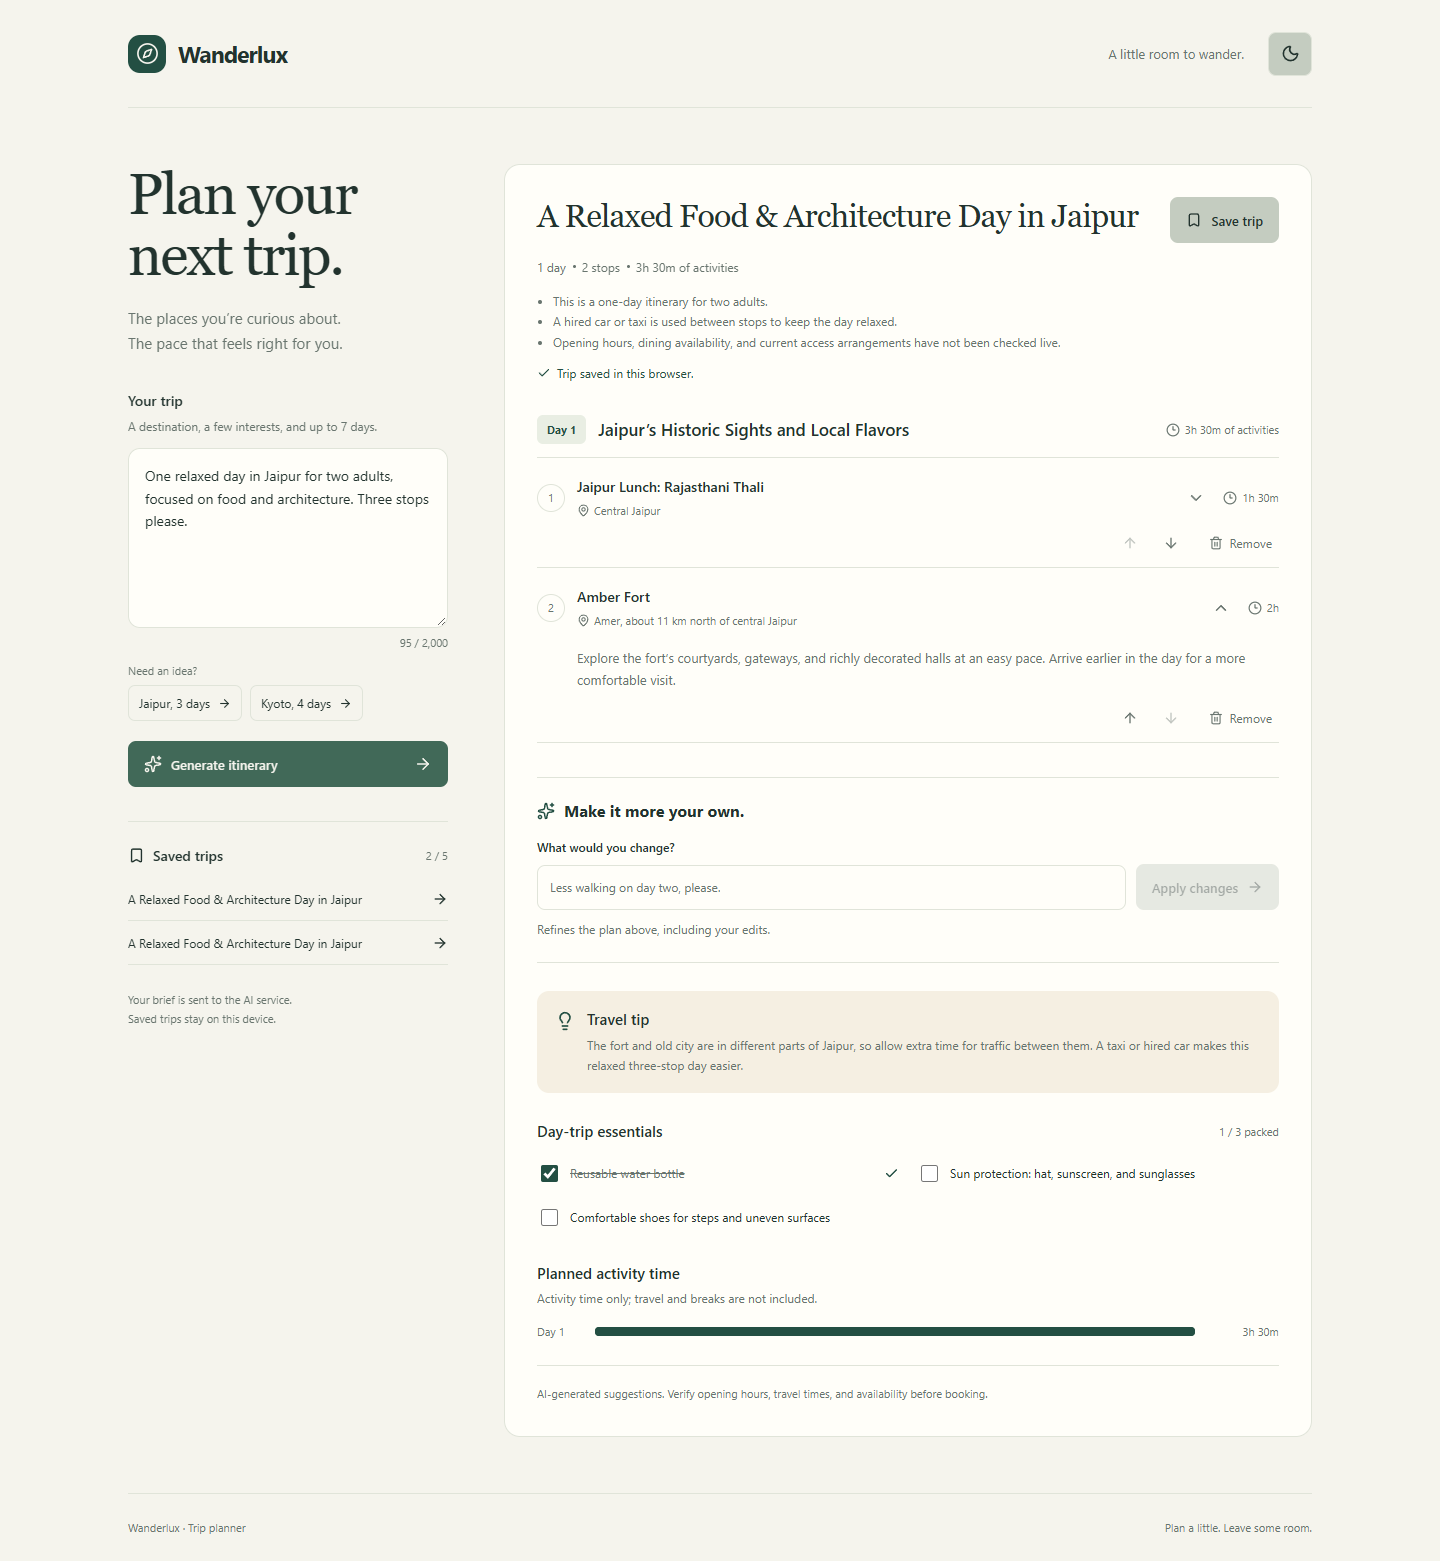 Wanderlux
A little room to wander.
Plan your
next trip.
The places you're curious about.
The pace that feels right for you.
Your trip
A destination, a few interests, and up to 7 days.
One relaxed day in Jaipur for two adults,
focused on food and architecture. Three stops
please.
95 / 2,000
Need an idea?
Jaipur, 3 days
Kyoto, 4 days
Generate itinerary
Saved trips
2 / 5
A Relaxed Food & Architecture Day in Jaipur
A Relaxed Food & Architecture Day in Jaipur
Your brief is sent to the AI service.
Saved trips stay on this device.
A Relaxed Food & Architecture Day in Jaipur
Save trip
1 day • 2 stops • 3h 30m of activities
• This is a one-day itinerary for two adults.
• A hired car or taxi is used between stops to keep the day relaxed.
• Opening hours, dining availability, and current access arrangements have not been checked live.
Trip saved in this browser.
Day 1
Jaipur's Historic Sights and Local Flavors
3h 30m of activities
1
Jaipur Lunch: Rajasthani Thali
Central Jaipur
1h 30m
Remove
2
Amber Fort
Amer, about 11 km north of central Jaipur
2h
Explore the fort's courtyards, gateways, and richly decorated halls at an easy pace. Arrive earlier in the day for a more
comfortable visit.
Remove
Make it more your own.
What would you change?
Less walking on day two, please.
Apply changes
Refines the plan above, including your edits.
Travel tip
The fort and old city are in different parts of Jaipur, so allow extra time for traffic between them. A taxi or hired car makes this
relaxed three-stop day easier.
Day-trip essentials
1 / 3 packed
Reusable water bottle
Sun protection: hat, sunscreen, and sunglasses
Comfortable shoes for steps and uneven surfaces
Planned activity time
Activity time only; travel and breaks are not included.
Day 1
3h 30m
AI-generated suggestions. Verify opening hours, travel times, and availability before booking.
Wanderlux · Trip planner
Plan a little. Leave some room.